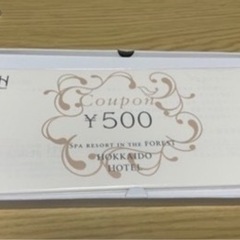 Coupon
¥500
SPA RESORT IN THE FOREST
HOKKAIDO
HOTEL